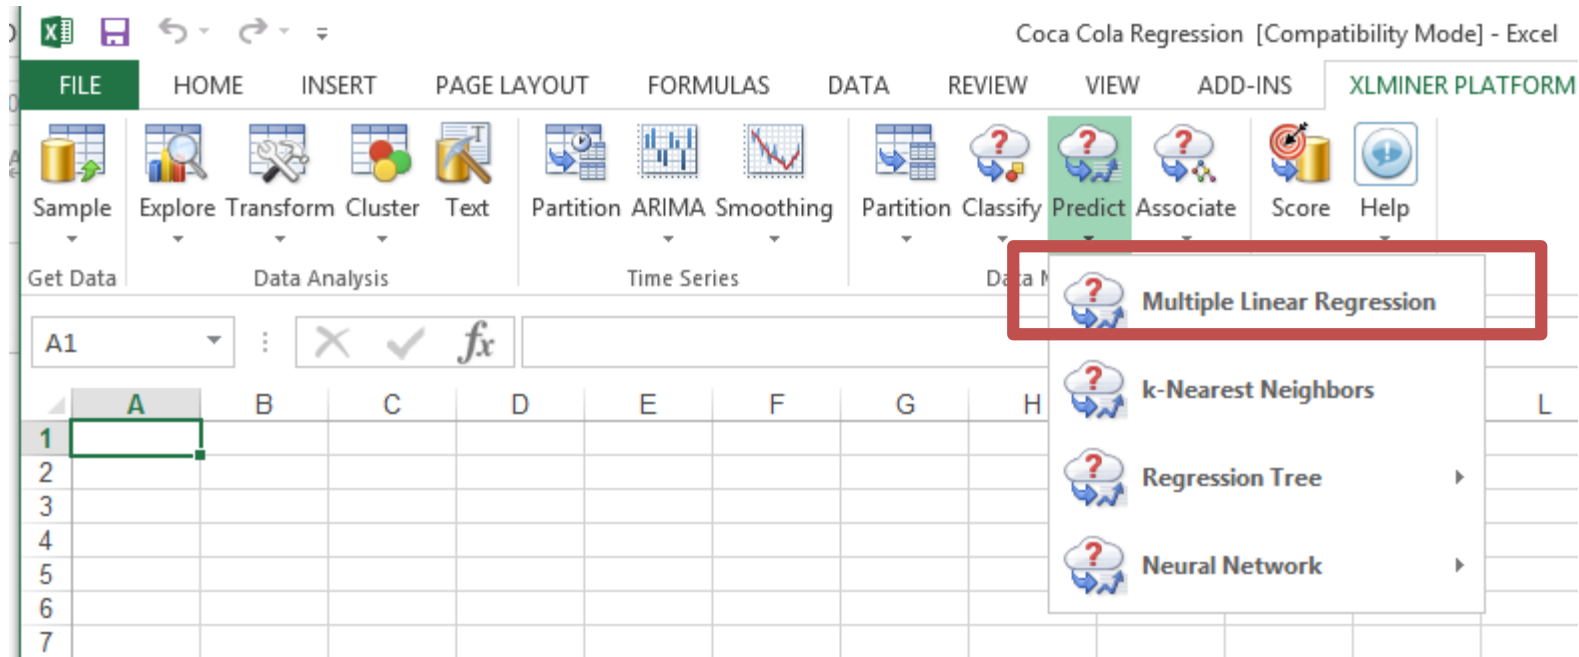 Coca Cola Regression [Compatibility Mode] - Excel
FILE HOME INSERT PAGE LAYOUT FORMULAS DATA REVIEW VIEW ADD-INS XLMINER PLATFORM
T
Sample Explore Transform Cluster Text Partition ARIMA Smoothing Partition Classify Predict Associate Score Help
Get Data Data Analysis Time Series Data
Multiple Linear Regression
A1 fx
k-Nearest Neighbors
A B C D E F G H L
1
2
Regression Tree
3
4
5
Neural Network
6
7